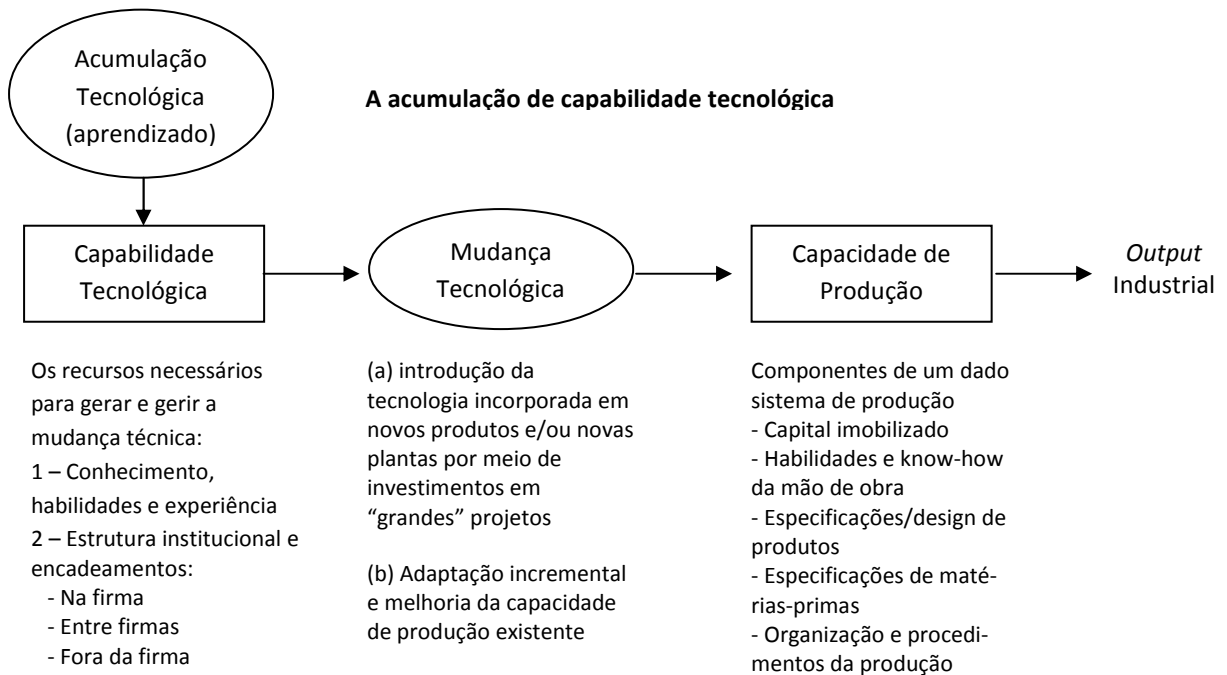 Acumulação
Tecnológica
(aprendizado)
A acumulação de capabilidade tecnológica
Capabilidade
Tecnológica
Mudança
Tecnológica
Capacidade de
Produção
Output
Industrial
Os recursos necessários
para gerar e gerir a
mudança técnica:
1 – Conhecimento,
habilidades e experiência
2 – Estrutura institucional e
encadeamentos:
- Na firma
- Entre firmas
- Fora da firma
(a) introdução da
tecnologia incorporada em
novos produtos e/ou novas
plantas por meio de
investimentos em
“grandes” projetos
(b) Adaptação incremental
e melhoria da capacidade
de produção existente
Componentes de um dado
sistema de produção
- Capital imobilizado
- Habilidades e know-how
da mão de obra
- Especificações/design de
produtos
- Especificações de maté-
rias-primas
- Organização e procedi-
mentos da produção